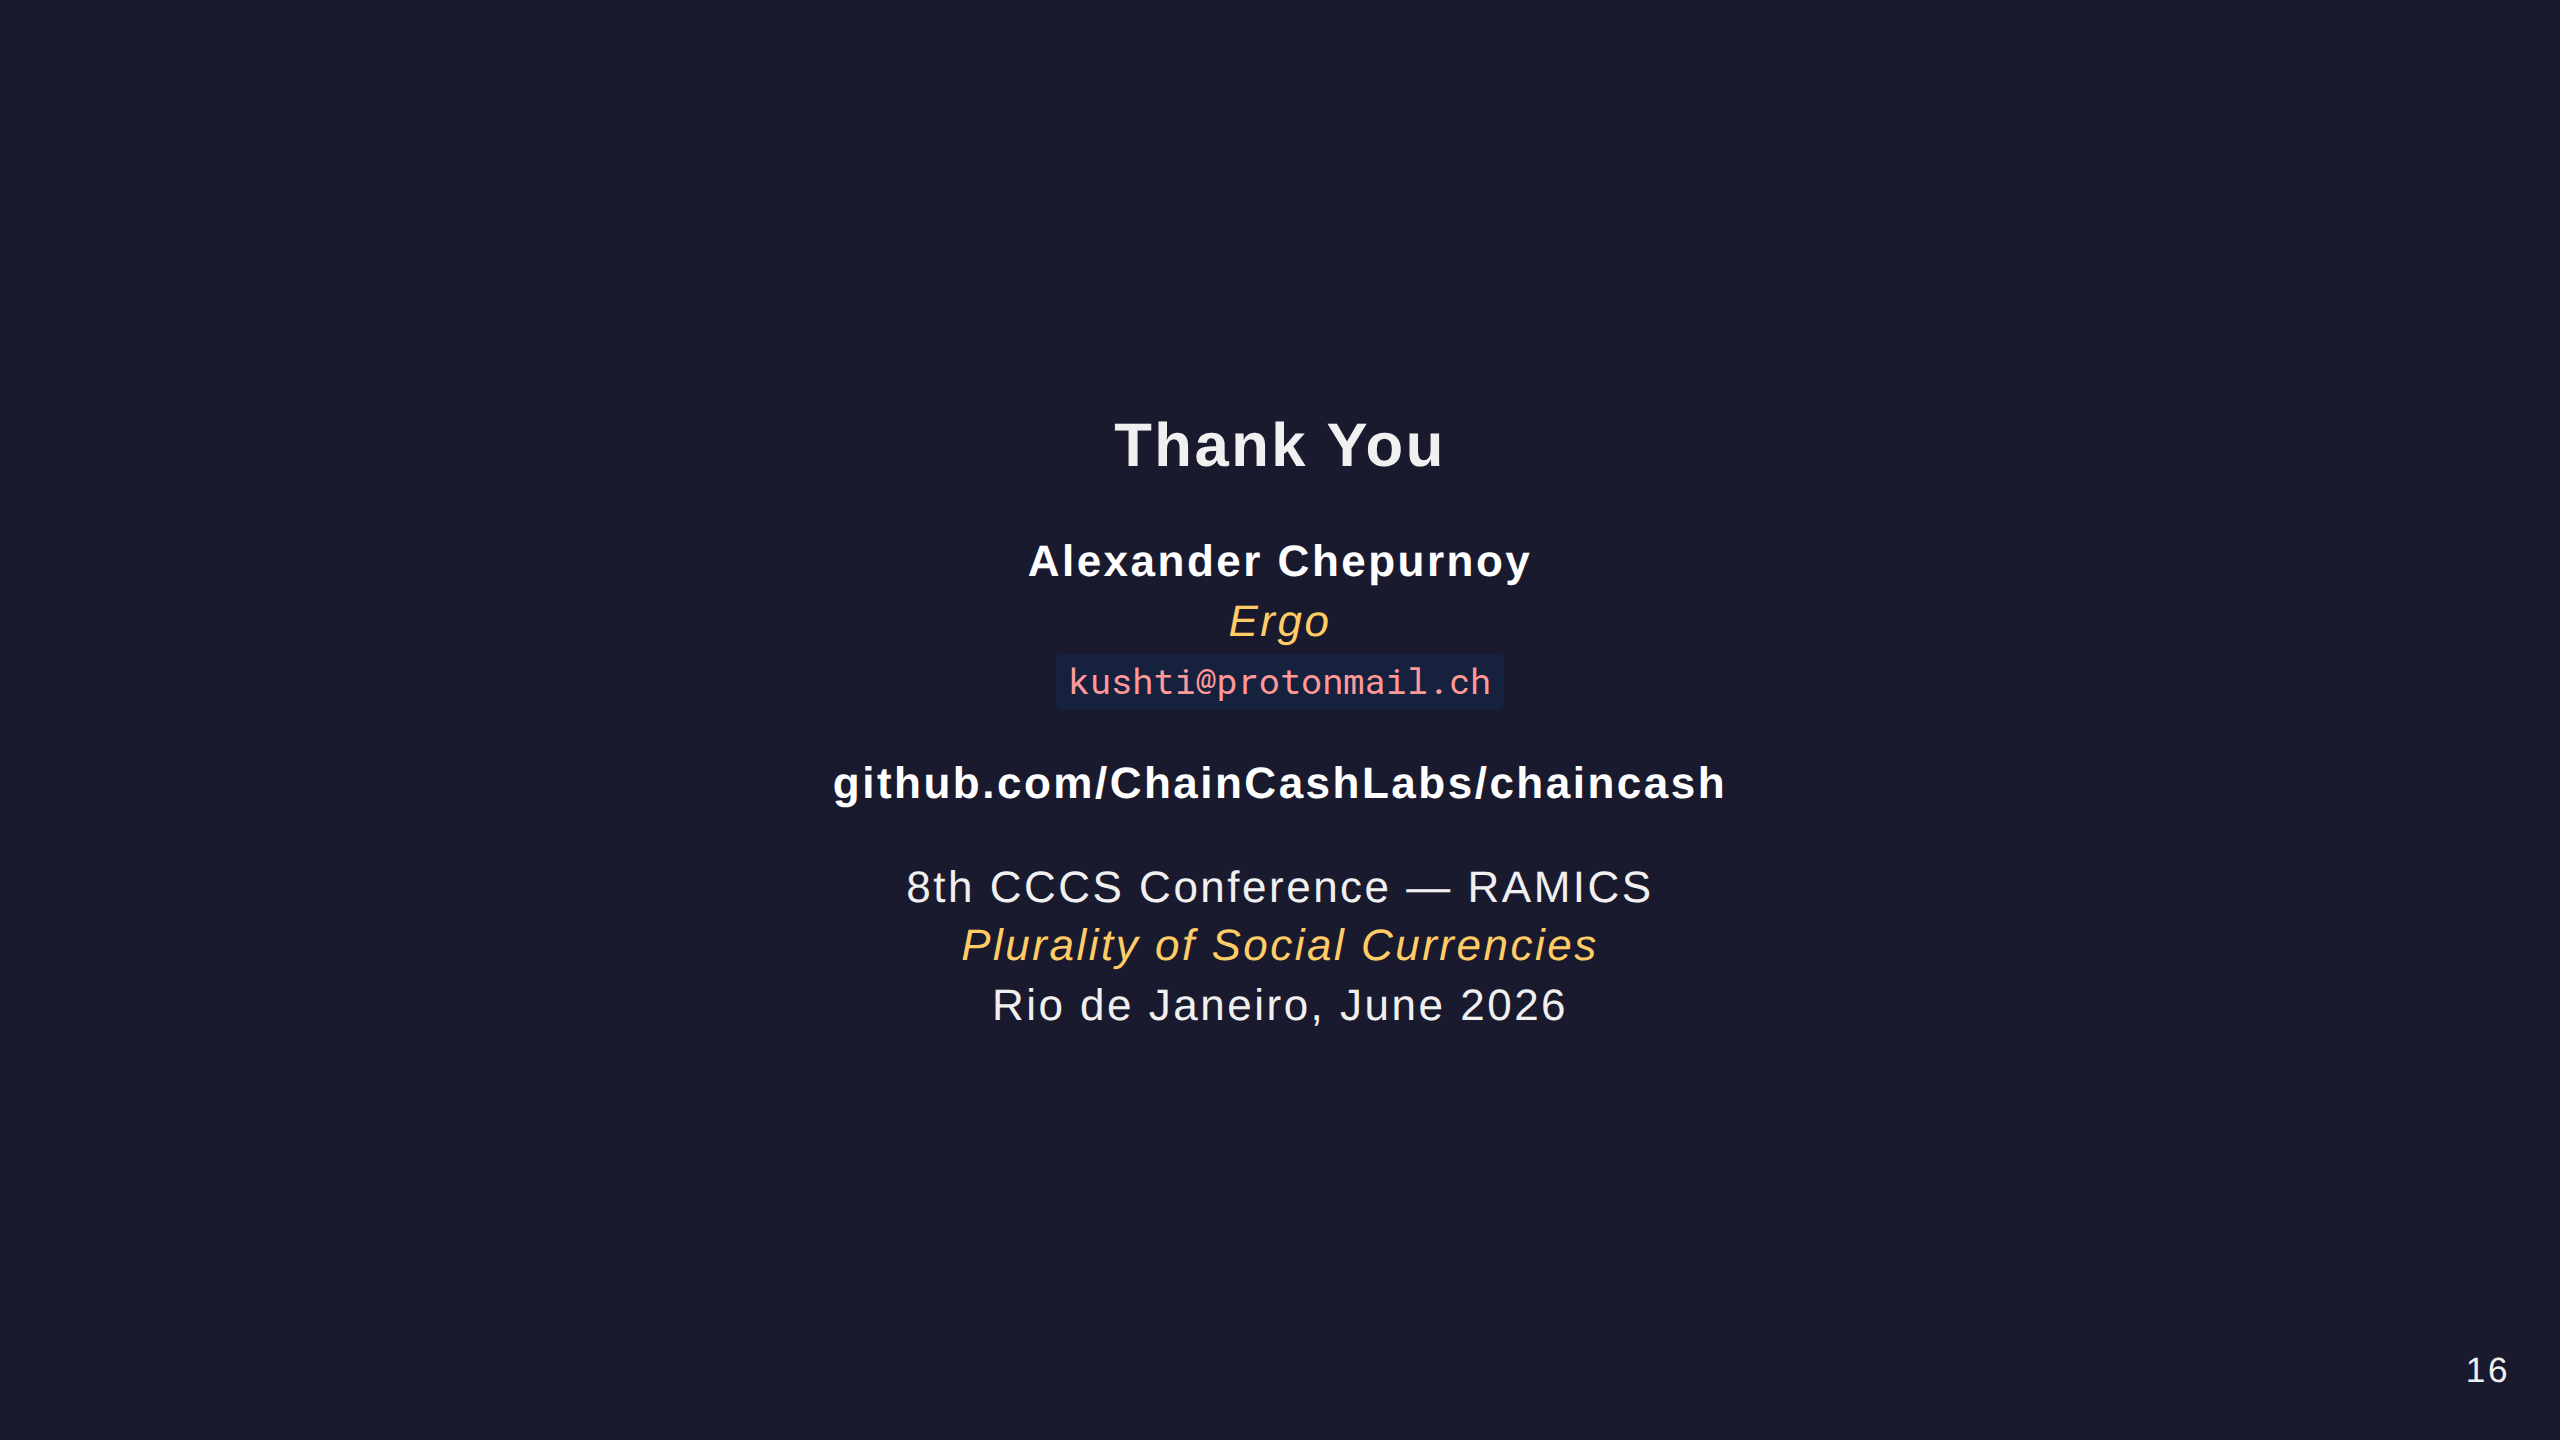 Thank You
Alexander Chepurnoy
Ergo
kushti@protonmail.ch
github.com/ChainCashLabs/chaincash
8th CCCS Conference — RAMICS
Plurality of Social Currencies
Rio de Janeiro, June 2026
16